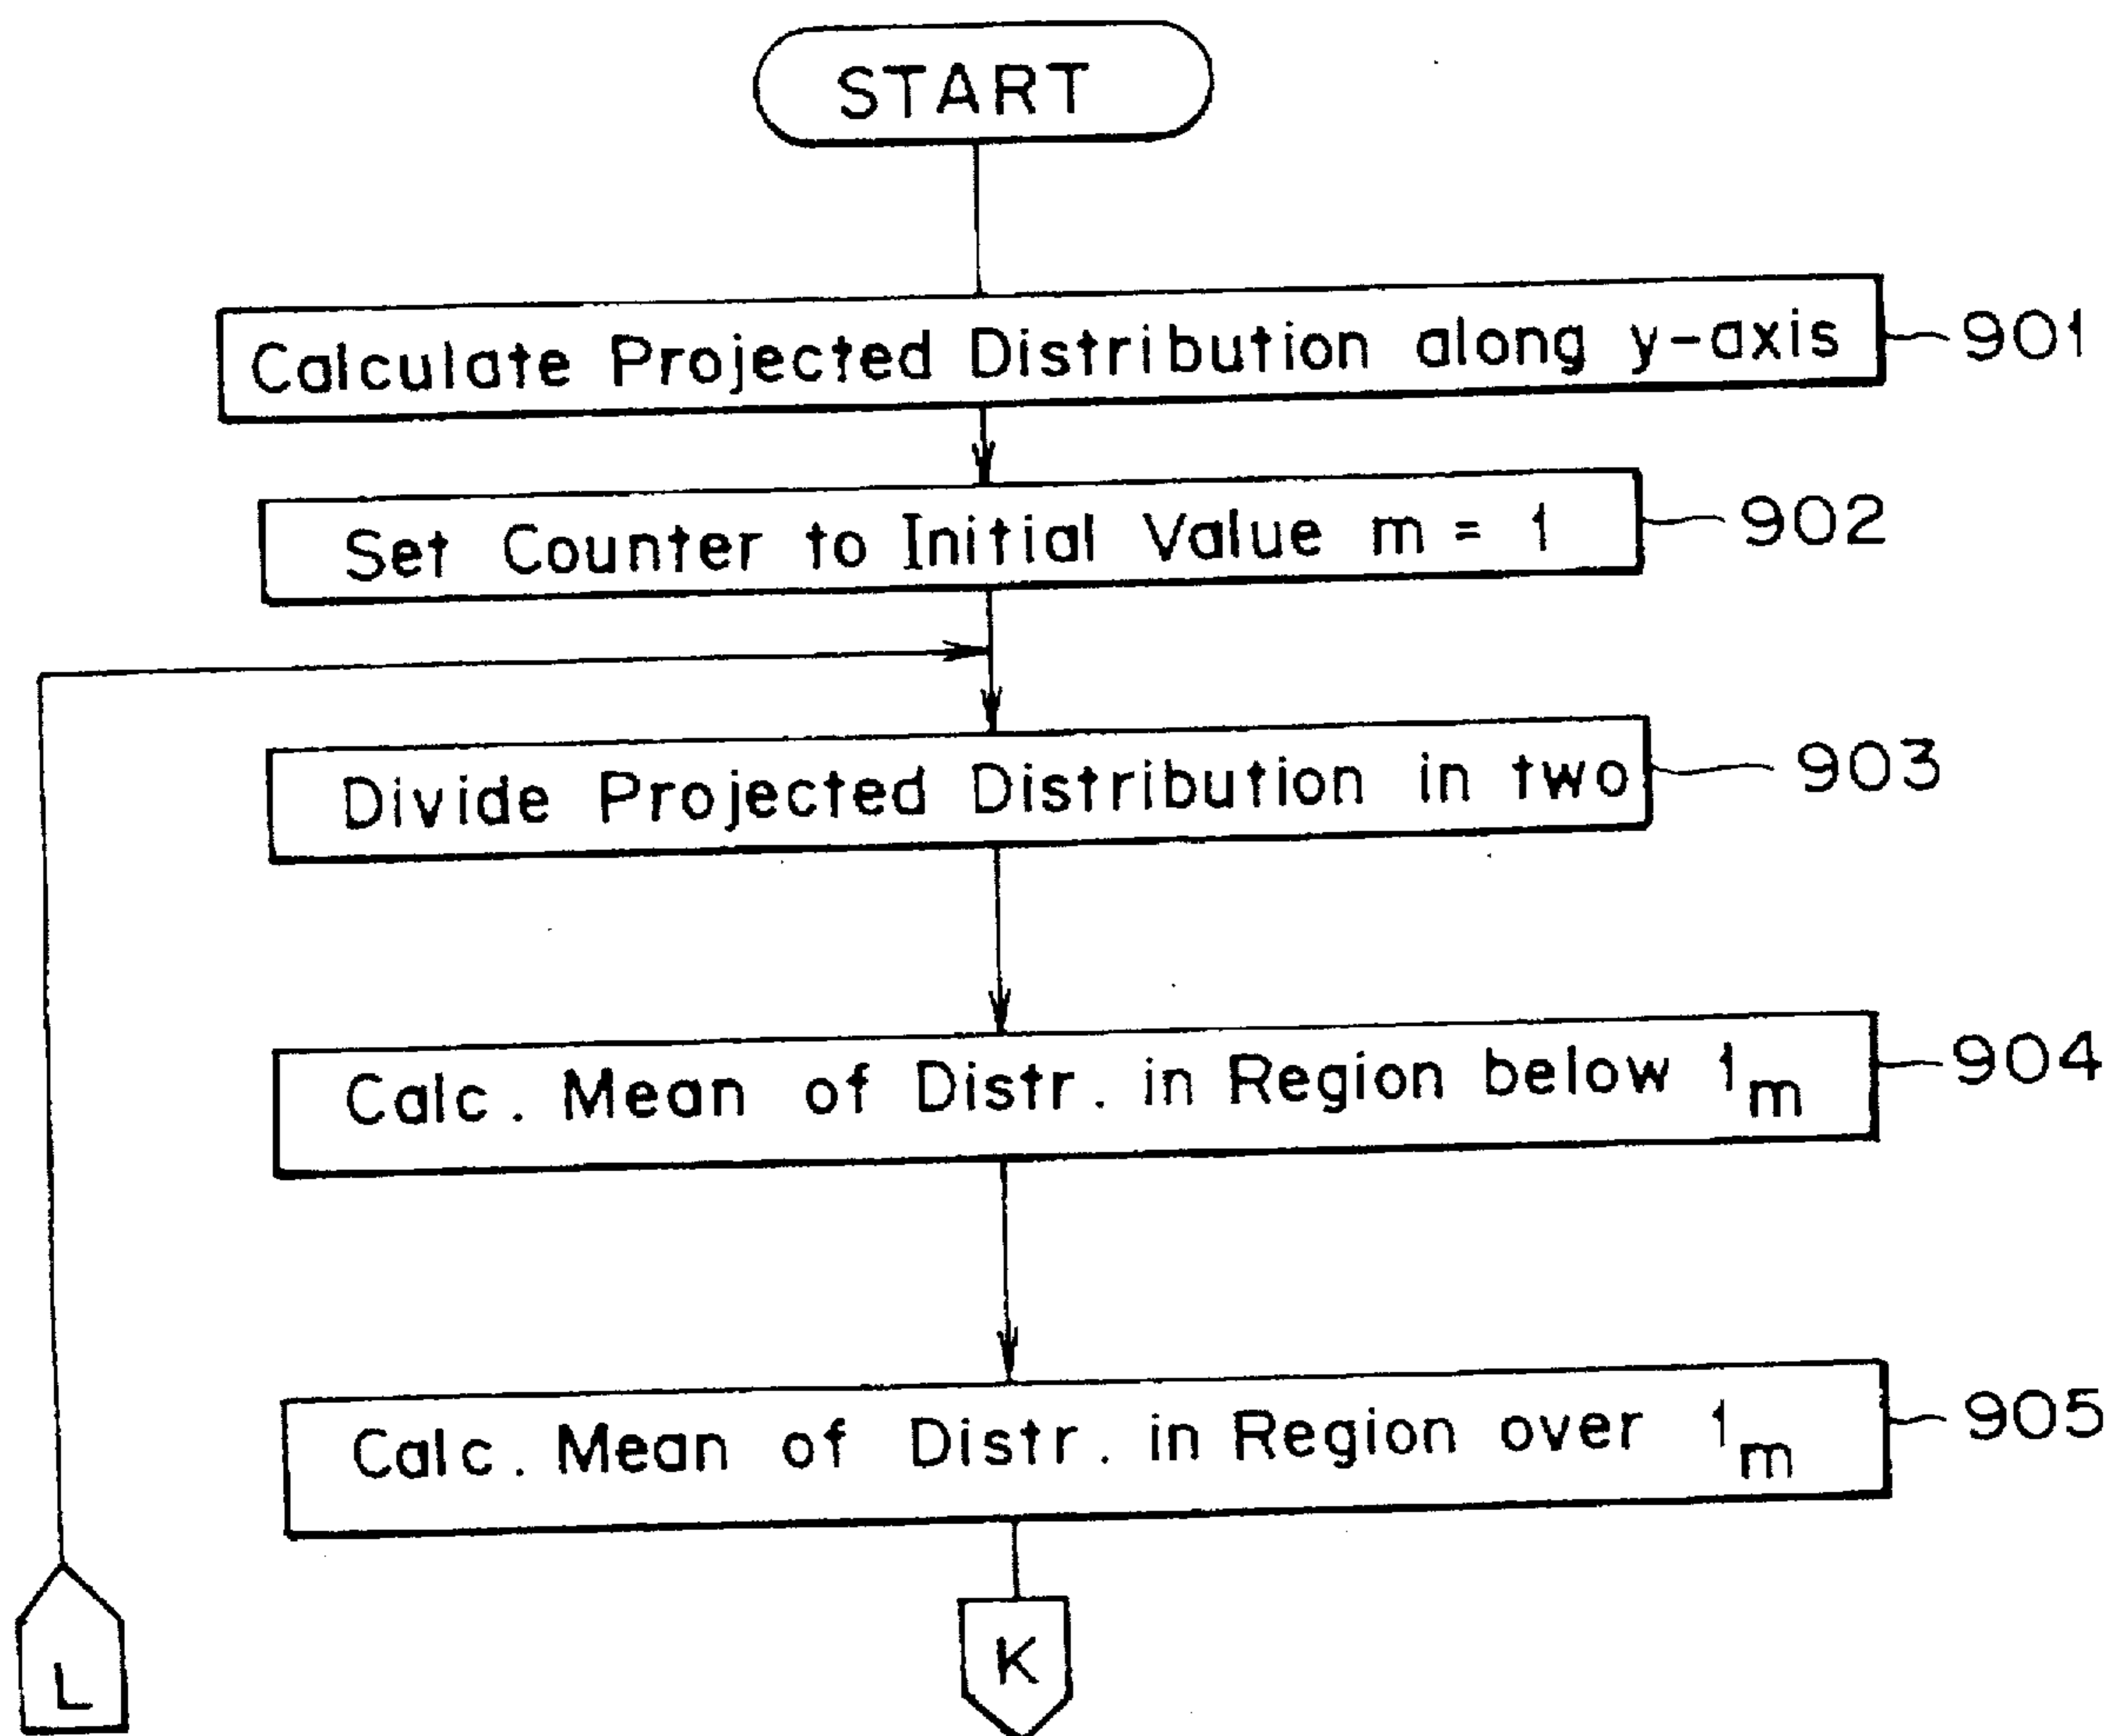 START
Calculate Projected Distribution along y-axis 901
Set Counter to Initial Value m = 1 902
Divide Projected Distribution in two 903
Calc. Mean of Distr. in Region below 1m 904
Calc. Mean of Distr. in Region over 1m 905
L
K